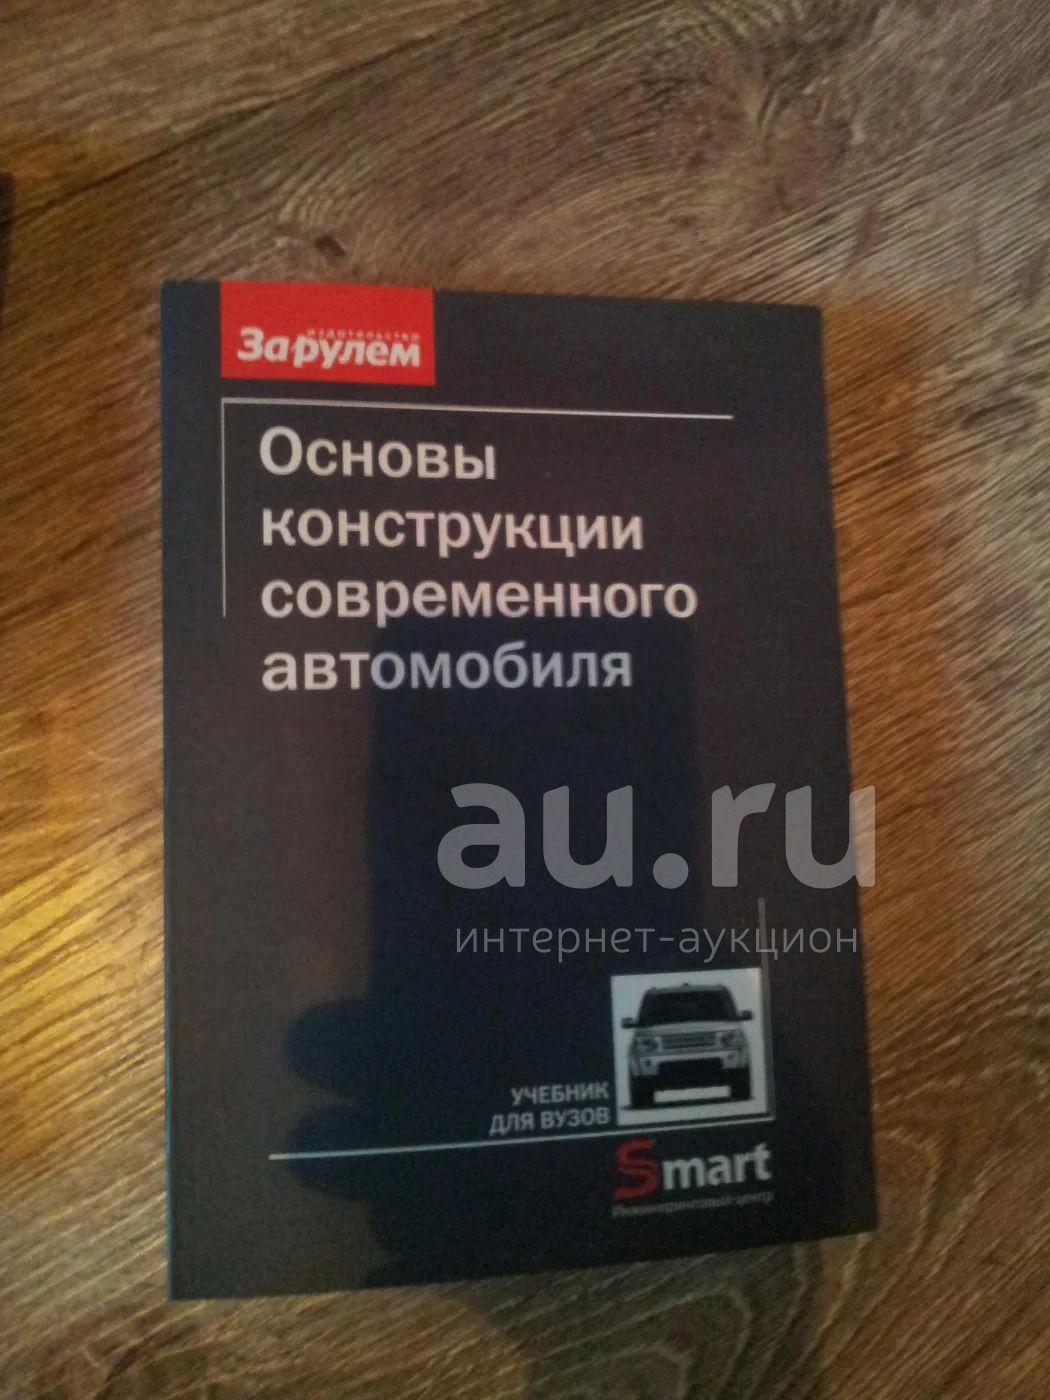 издательство
За рулем
Основы
конструкции
современного
автомобиля
au.ru
интернет-аукцион
УЧЕБНИК
ДЛЯ ВУЗОВ
Smart
Инжиниринговый центр